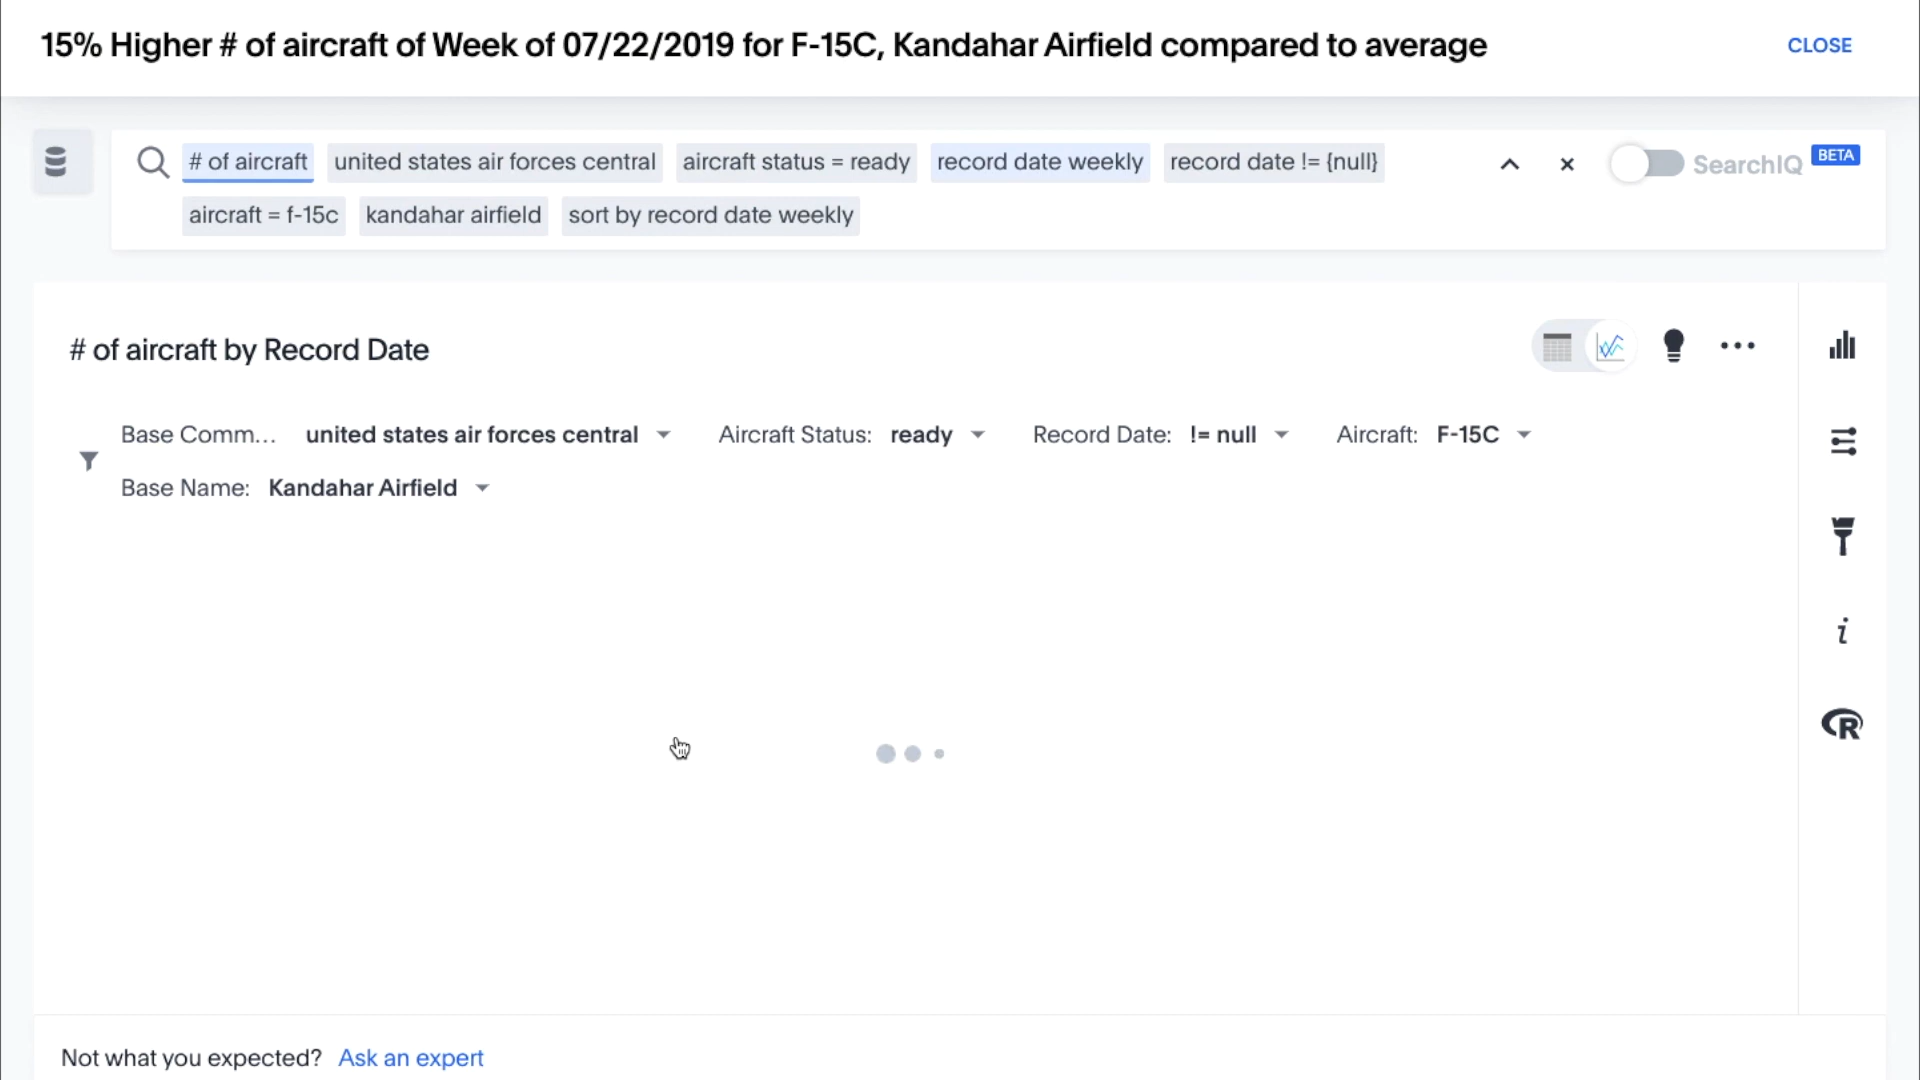 15% Higher # of aircraft of Week of 07/22/2019 for F-15C, Kandahar Airfield compared to average CLOSE
# of aircraft united states air forces central aircraft status = ready record date weekly record date != {null} SearchIQ BETA
aircraft = f-15c kandahar airfield sort by record date weekly
# of aircraft by Record Date
Base Comm... united states air forces central Aircraft Status: ready Record Date: != null Aircraft: F-15C
Base Name: Kandahar Airfield
i
R
Not what you expected? Ask an expert